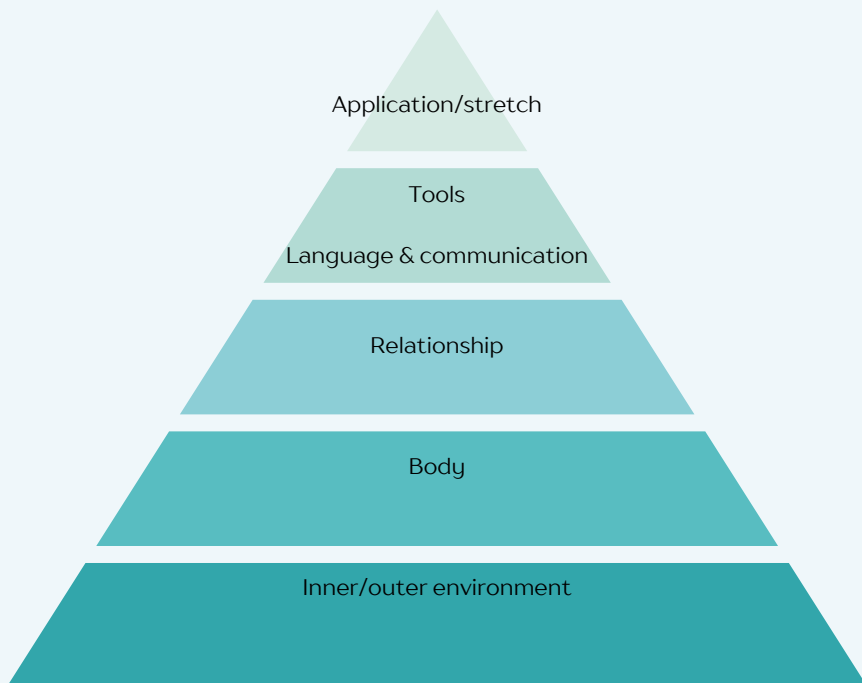 Application/stretch
Tools
Language & communication
Relationship
Body
Inner/outer environment